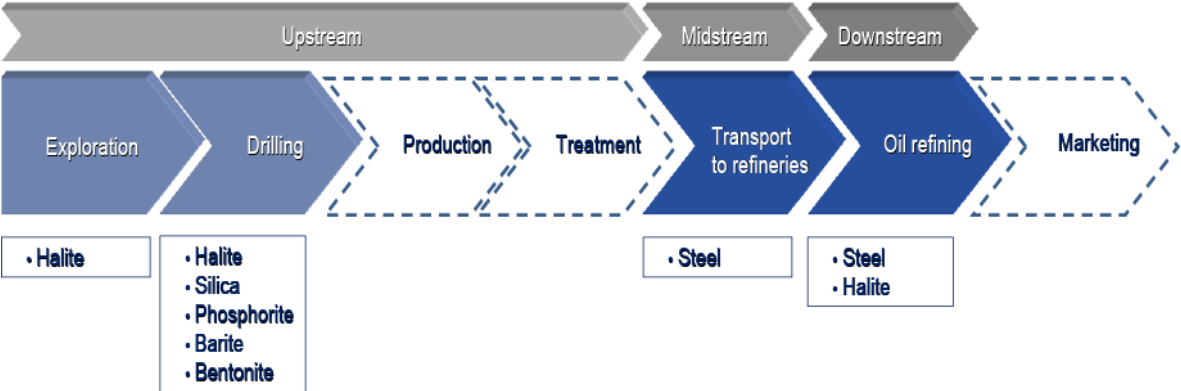 Upstream
Midstream
Downstream
Exploration
Drilling
Production
Treatment
Transport
to refineries
Oil refining
Marketing
• Halite
• Halite
• Silica
• Phosphorite
• Barite
• Bentonite
• Steel
• Steel
• Halite